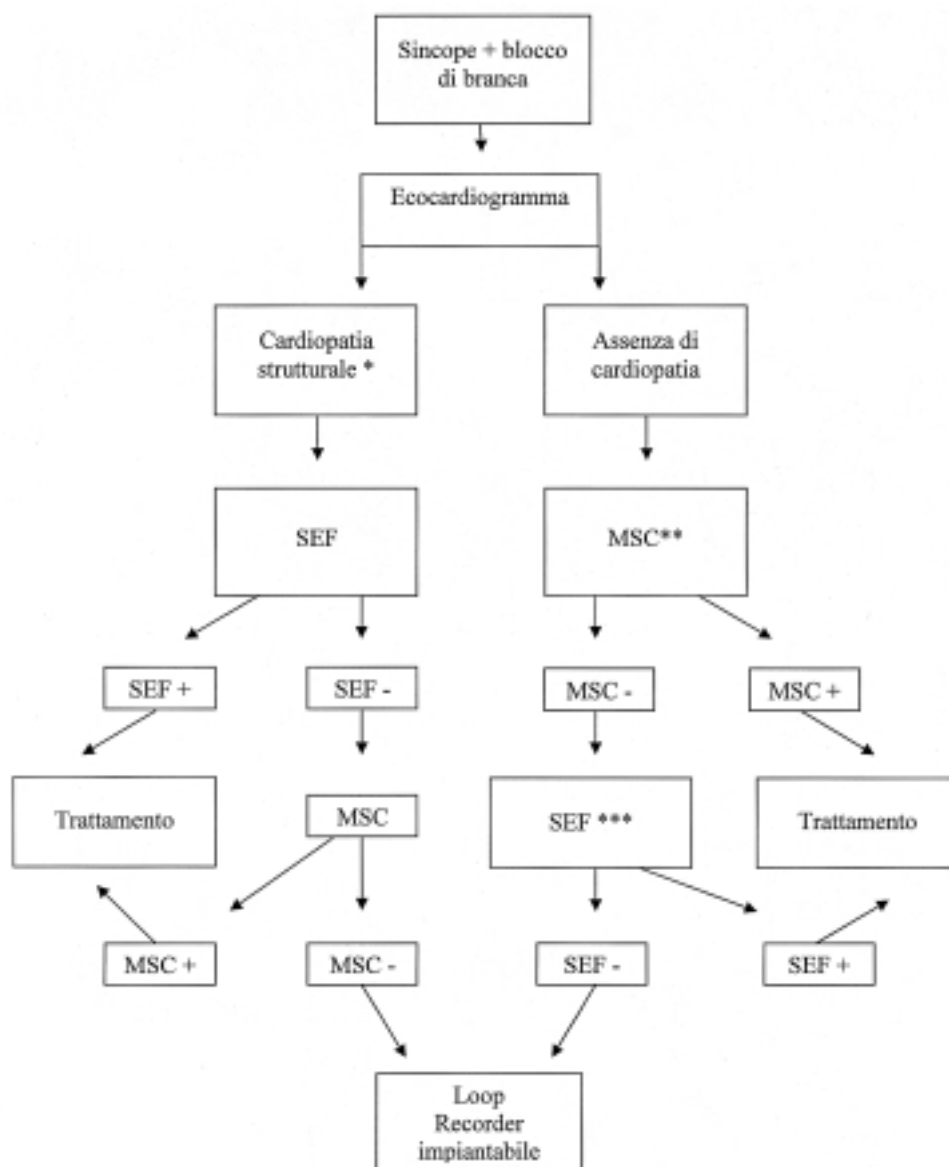 Sincope + blocco
di branca
Ecocardiogramma
Cardiopatia
strutturale *
Assenza di
cardiopatia
SEF
MSC**
SEF +
SEF -
MSC -
MSC +
Trattamento
MSC
SEF ***
Trattamento
MSC +
MSC -
SEF -
SEF +
Loop
Recorder
impiantabile